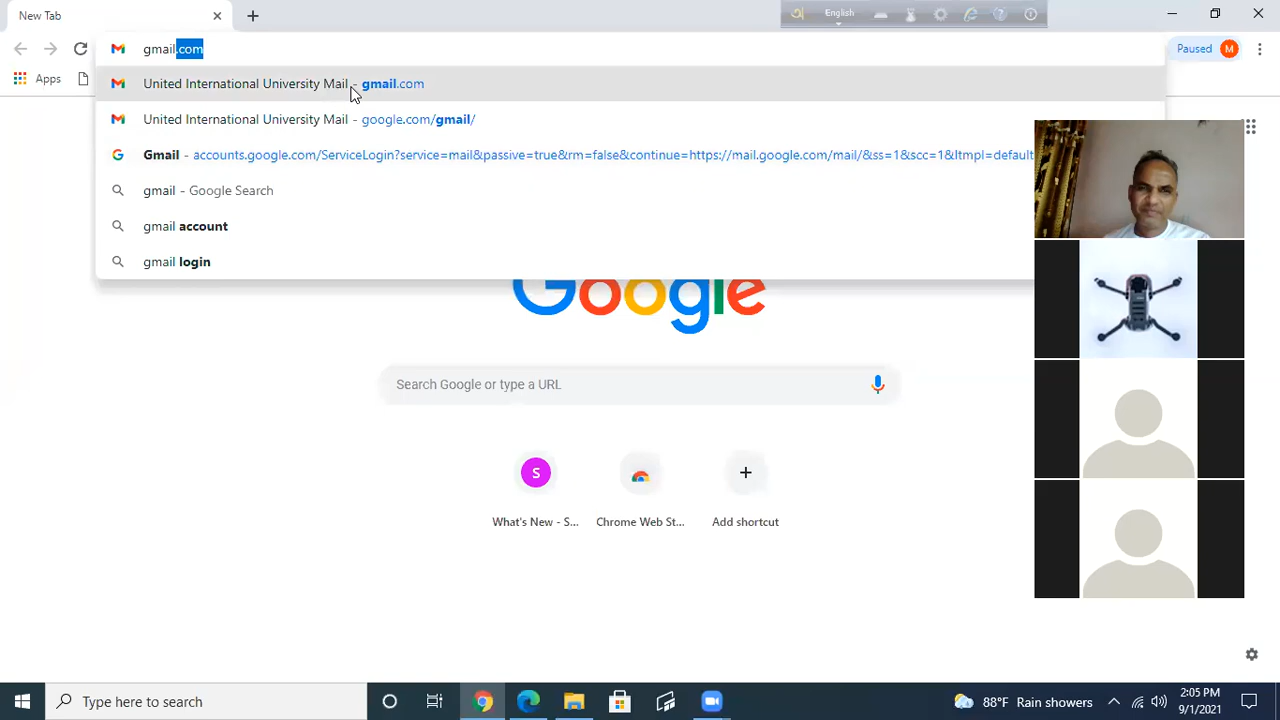 New Tab
English
gmail.com
Paused M
Apps
United International University Mail - gmail.com
United International University Mail - google.com/gmail/
Gmail - accounts.google.com/ServiceLogin?service=mail&passive=true&rm=false&continue=https://mail.google.com/mail/&ss=1&scc=1&ltmpl=default
gmail - Google Search
gmail account
gmail login
Google
Search Google or type a URL
S
What's New - S...
Chrome Web St...
Add shortcut
Type here to search
88°F Rain showers
2:05 PM
9/1/2021